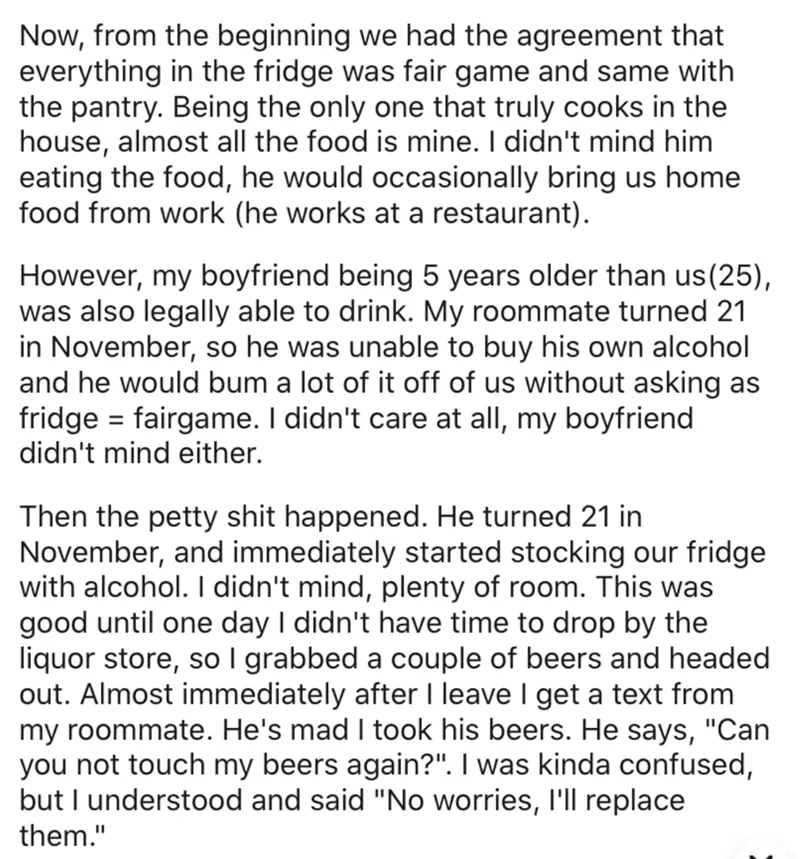 Now, from the beginning we had the agreement that
everything in the fridge was fair game and same with
the pantry. Being the only one that truly cooks in the
house, almost all the food is mine. I didn't mind him
eating the food, he would occasionally bring us home
food from work (he works at a restaurant).
However, my boyfriend being 5 years older than us(25),
was also legally able to drink. My roommate turned 21
in November, so he was unable to buy his own alcohol
and he would bum a lot of it off of us without asking as
fridge = fairgame. I didn't care at all, my boyfriend
didn't mind either.
Then the petty shit happened. He turned 21 in
November, and immediately started stocking our fridge
with alcohol. I didn't mind, plenty of room. This was
good until one day I didn't have time to drop by the
liquor store, so I grabbed a couple of beers and headed
out. Almost immediately after I leave I get a text from
my roommate. He's mad I took his beers. He says, "Can
you not touch my beers again?". I was kinda confused,
but I understood and said "No worries, I'll replace
them."